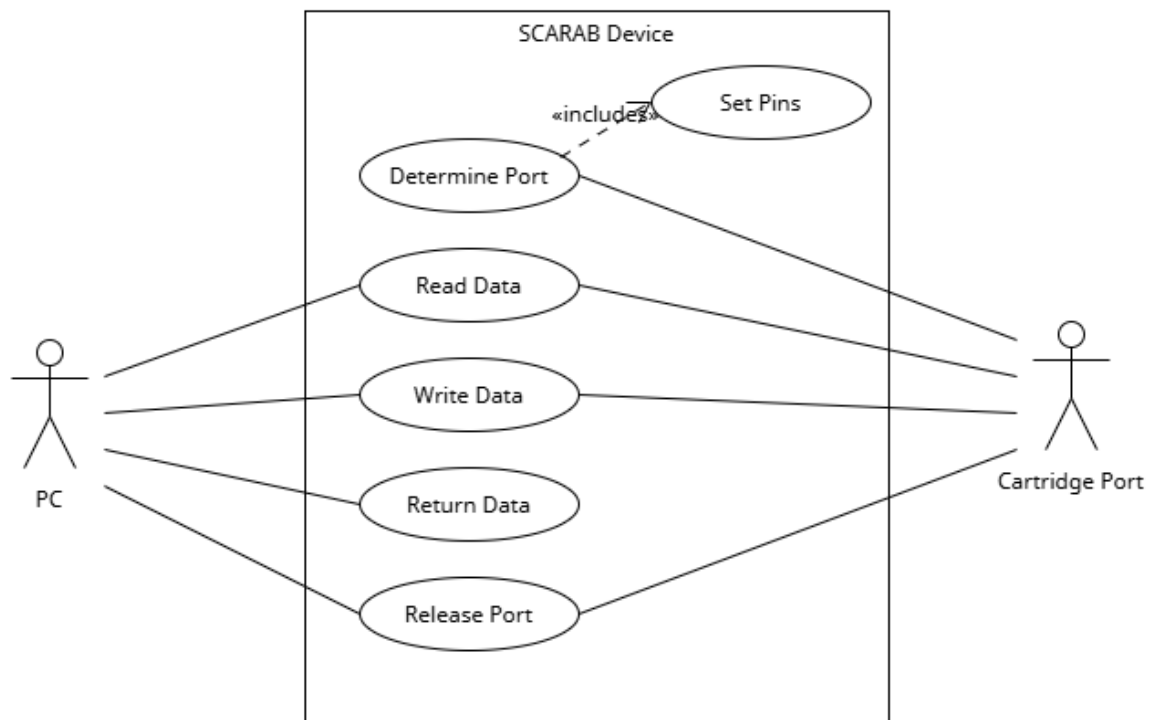 SCARAB Device
Set Pins
«includes»
Determine Port
Read Data
Write Data
Return Data
Release Port
PC
Cartridge Port